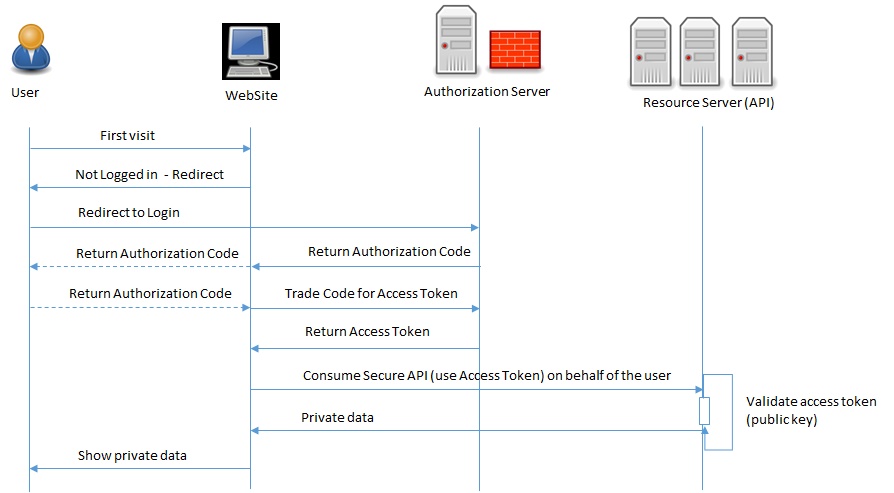 User
WebSite
Authorization Server
Resource Server (API)
First visit
Not Logged in - Redirect
Redirect to Login
Return Authorization Code
Return Authorization Code
Return Authorization Code
Trade Code for Access Token
Return Access Token
Consume Secure API (use Access Token) on behalf of the user
Validate access token
(public key)
Private data
Show private data